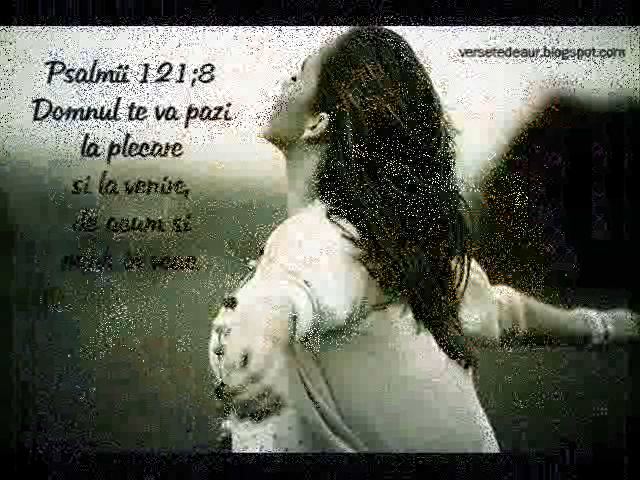 versetedeaur.blogspot.com
Psalmii 121;8
Domnul te va pazi
la plecare
si la venire,
de acum si